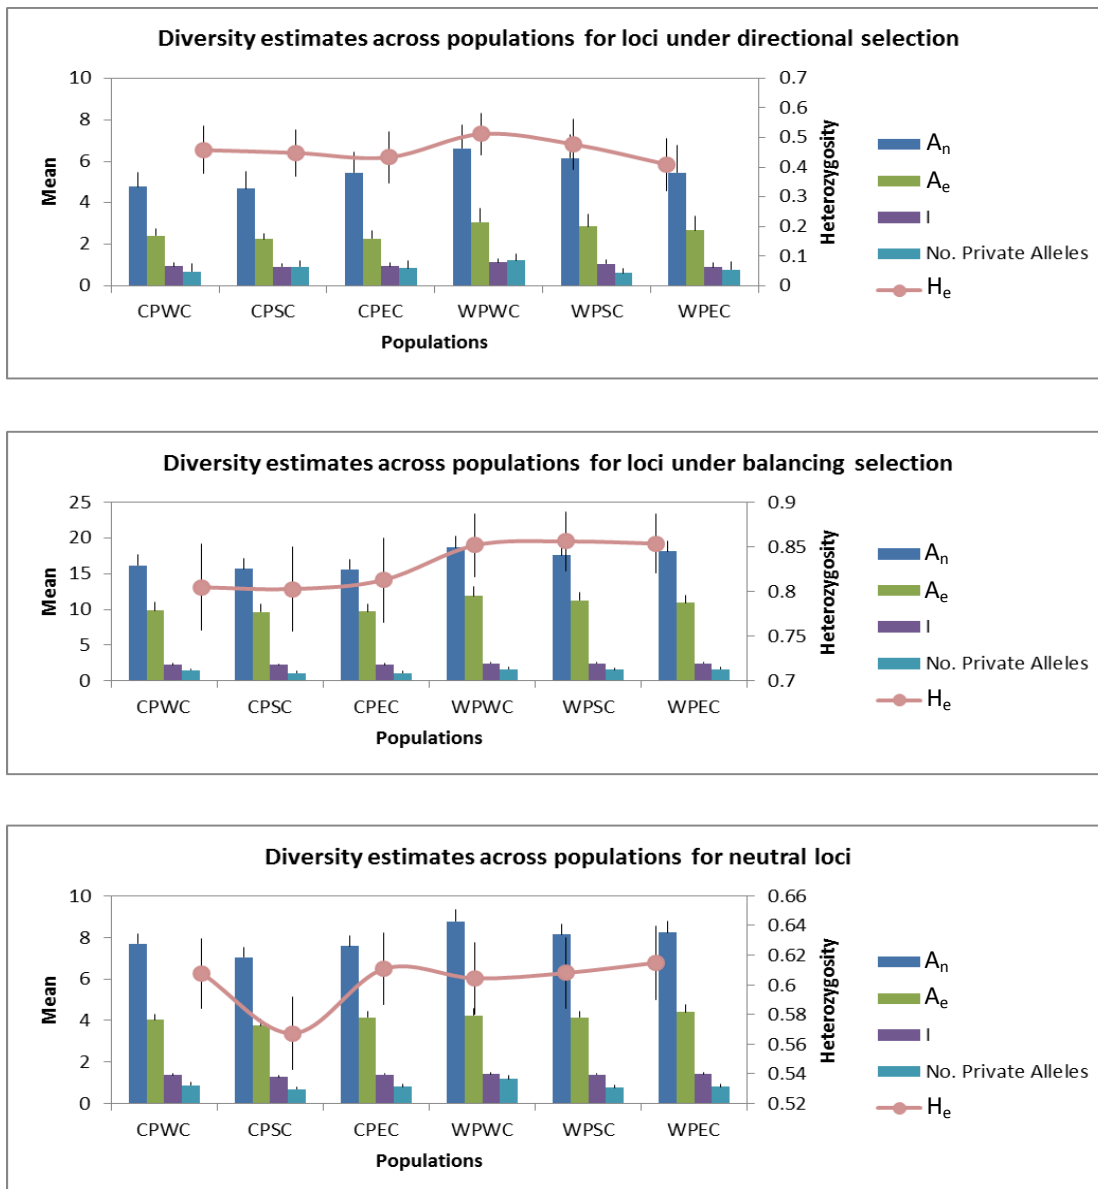 Diversity estimates across populations for loci under directional selection
10
8
6
4
2
0
Mean
0.7
0.6
0.5
0.4
0.3
0.2
0.1
0
Heterozygosity
CPWC CPSC CPEC WPWC WPSC WPEC
Populations
An
Ae
I
No. Private Alleles
He
Diversity estimates across populations for loci under balancing selection
25
20
15
10
5
0
Mean
0.9
0.85
0.8
0.75
0.7
Heterozygosity
CPWC CPSC CPEC WPWC WPSC WPEC
Populations
An
Ae
I
No. Private Alleles
He
Diversity estimates across populations for neutral loci
10
8
6
4
2
0
Mean
0.66
0.64
0.62
0.6
0.58
0.56
0.54
0.52
Heterozygosity
CPWC CPSC CPEC WPWC WPSC WPEC
Populations
An
Ae
I
No. Private Alleles
He